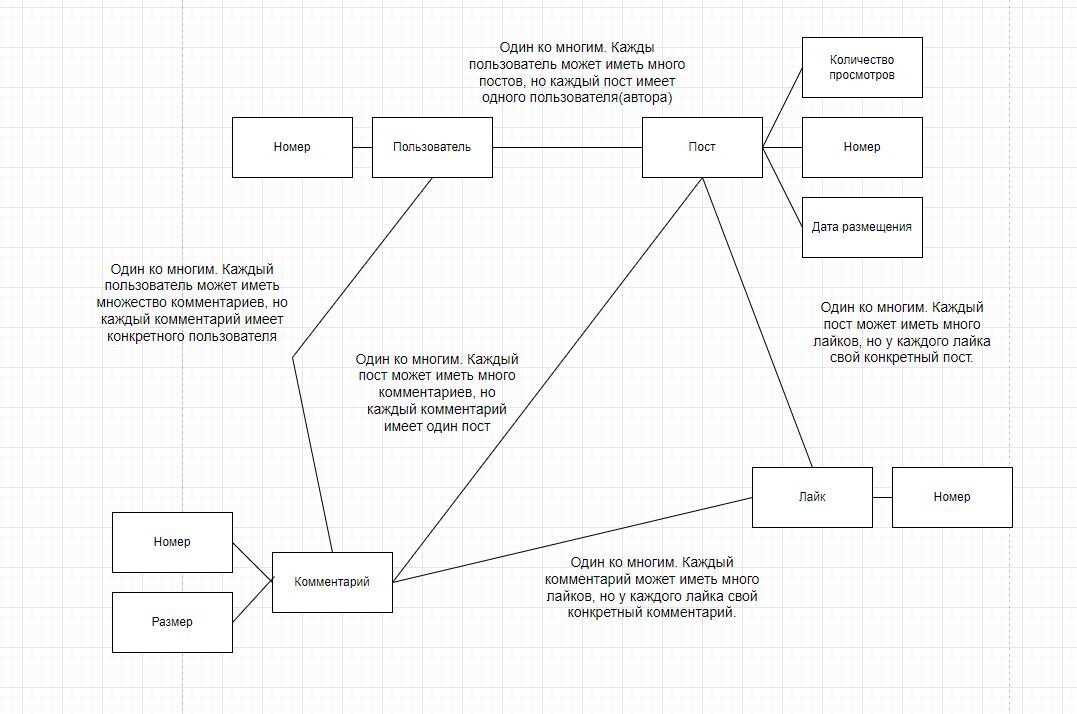 Один ко многим. Кажды
пользователь может иметь много
постов, но каждый пост имеет
одного пользователя(автора)
Количество
просмотров
Номер
Пользователь
Пост
Номер
Дата размещения
Один ко многим. Каждый
пользователь может иметь
множество комментариев, но
каждый комментарий имеет
конкретного пользователя
Один ко многим. Каждый
пост может иметь много
лайков, но у каждого лайка
свой конкретный пост.
Один ко многим. Каждый
пост может иметь много
комментариев, но
каждый комментарий
имеет один пост
Лайк
Номер
Номер
Комментарий
Размер
Один ко многим. Каждый
комментарий может иметь много
лайков, но у каждого лайка свой
конкретный комментарий.